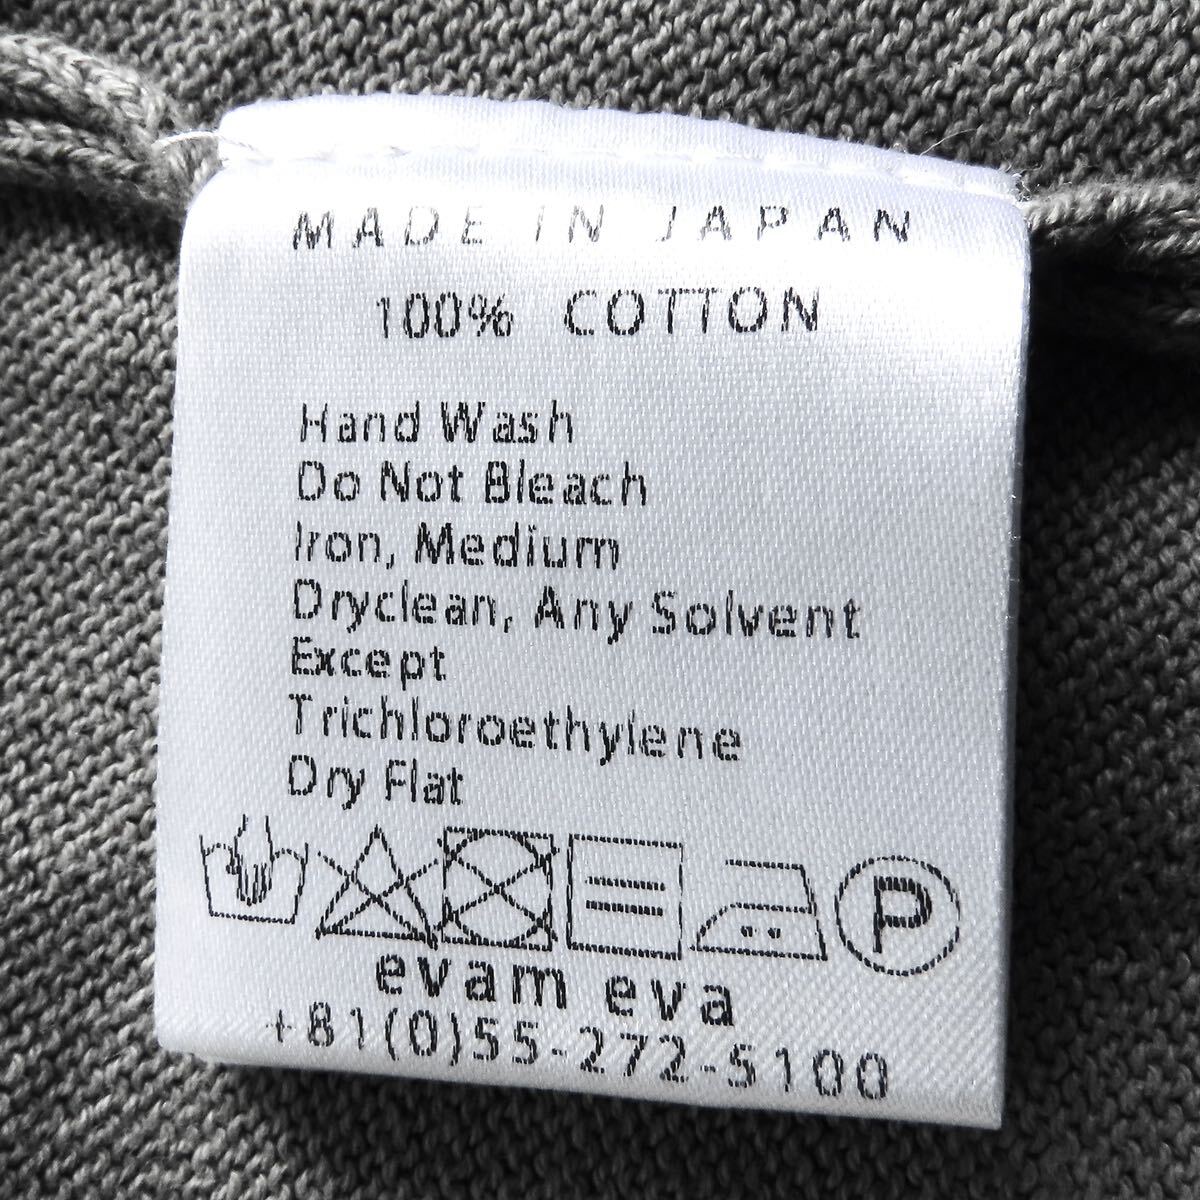 MADE IN JAPAN
100% COTTON
Hand Wash
Do Not Bleach
Iron, Medium
Dryclean, Any Solvent
Except
Trichloroethylene
Dry Flat
P
evam eva
+81(0)55-272-5100